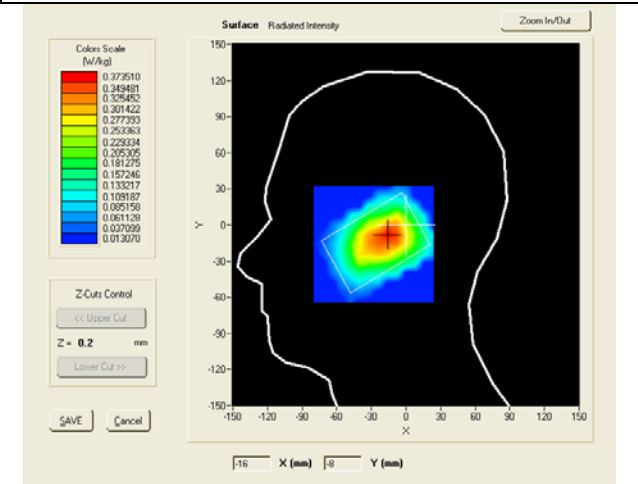 Surface Radiated Intensity
Zoom In/Out
Colors Scale
(W/kg)
0.373510
0.349481
0.325452
0.301422
0.277393
0.253363
0.229334
0.205305
0.181275
0.157246
0.133217
0.109187
0.085158
0.061128
0.037099
0.013070
Z-Cuts Control
<< Upper Cut
Z = 0.2 mm
Lower Cut >>
SAVE Cancel
150-
120-
90-
60-
30-
0-
-30-
-60-
-90-
-120-
-150-
Y
-150 -120 -90 -60 -30 0 30 60 90 120 150
X
-16 X (mm) -8 Y (mm)